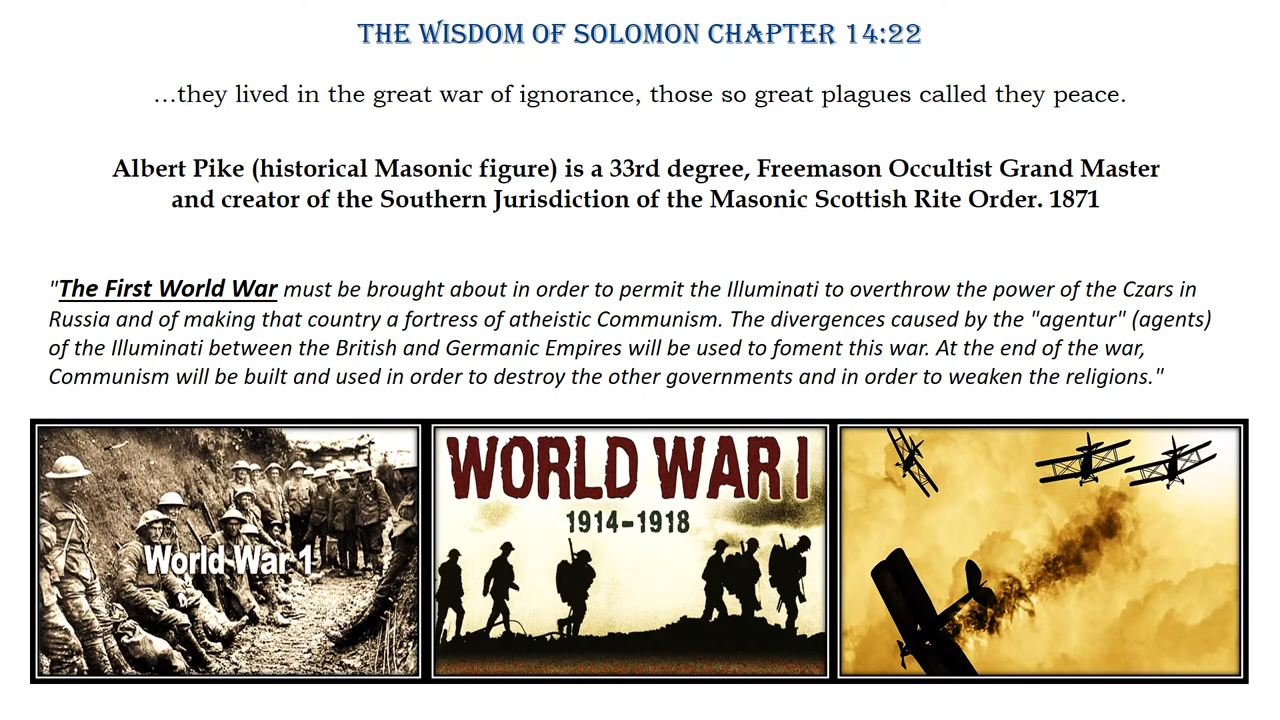 THE WISDOM OF SOLOMON CHAPTER 14:22
...they lived in the great war of ignorance, those so great plagues called they peace.
Albert Pike (historical Masonic figure) is a 33rd degree, Freemason Occultist Grand Master
and creator of the Southern Jurisdiction of the Masonic Scottish Rite Order. 1871
"The First World War must be brought about in order to permit the Illuminati to overthrow the power of the Czars in
Russia and of making that country a fortress of atheistic Communism. The divergences caused by the "agentur" (agents)
of the Illuminati between the British and Germanic Empires will be used to foment this war. At the end of the war,
Communism will be built and used in order to destroy the other governments and in order to weaken the religions."
World War 1
WORLD WAR I
1914-1918